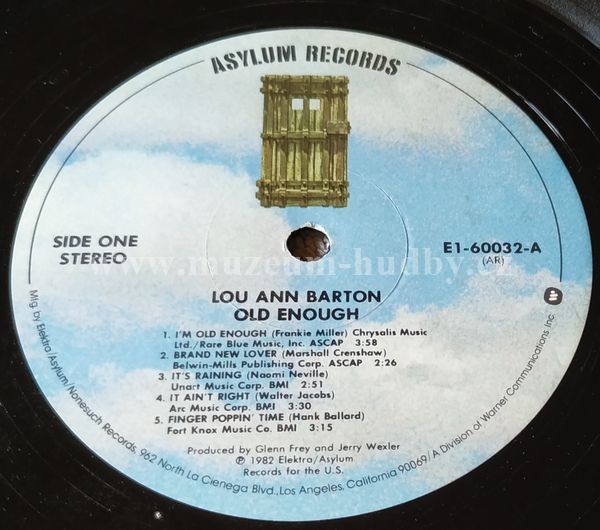 ASYLUM RECORDS
SIDE ONE
STEREO
E1-60032-A
(AR)
www.muzeum-hudby.cz
LOU ANN BARTON
OLD ENOUGH
1. I'M OLD ENOUGH (Frankie Miller) Chrysalis Music
Ltd./Rare Blue Music, Inc. ASCAP 3:58
2. BRAND NEW LOVER (Marshall Crenshaw)
Belwin-Mills Publishing Corp. ASCAP 2:26
3. IT'S RAINING (Naomi Neville)
Unart Music Corp. BMI 2:51
4. IT AIN'T RIGHT (Walter Jacobs)
Arc Music Corp. BMI 3:30
5. FINGER POPPIN' TIME (Hank Ballard)
Fort Knox Music Co. BMI 3:15
Produced by Glenn Frey and Jerry Wexler
℗ 1982 Elektra/Asylum
Records for the U.S.
Mfg. by Elektra/Asylum/Nonesuch Records, 962 North La Cienega Blvd., Los Angeles, California 90069/A Division of Warner Communications Inc.